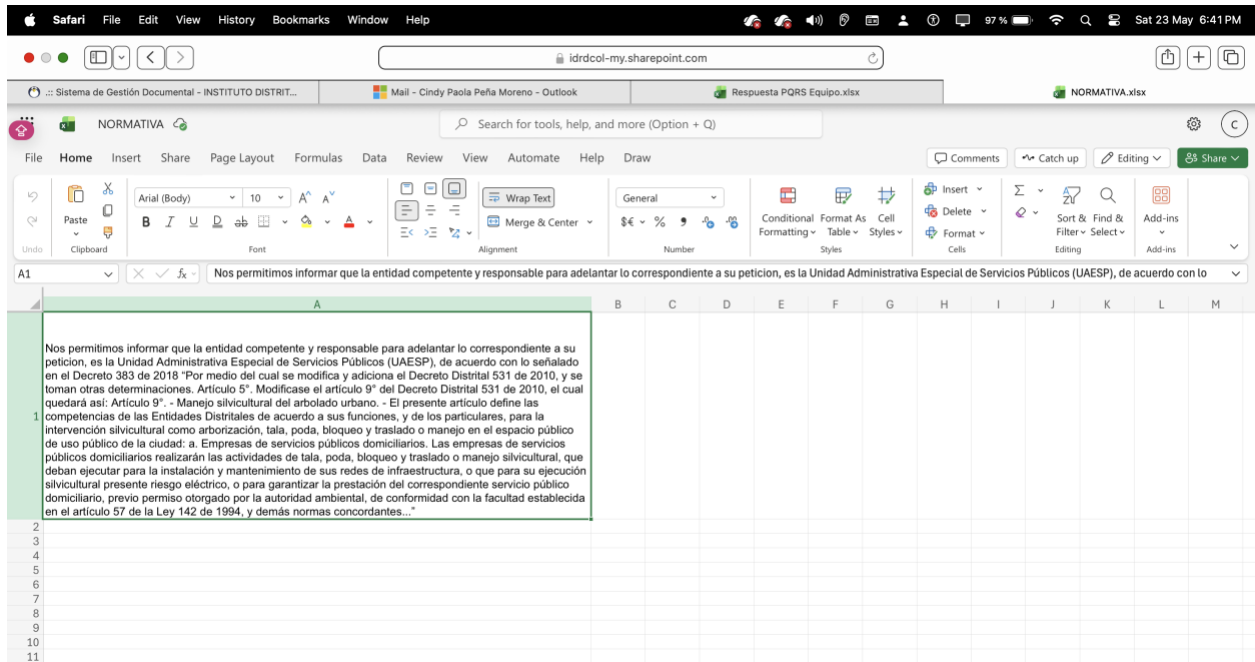 Safari File Edit View History Bookmarks Window Help 97 % Sat 23 May 6:41 PM
idrdcol-my.sharepoint.com
.:: Sistema de Gestión Documental - INSTITUTO DISTRIT... Mail - Cindy Paola Peña Moreno - Outlook Respuesta PQRS Equipo.xlsx NORMATIVA.xlsx
NORMATIVA Search for tools, help, and more (Option + Q) C
File Home Insert Share Page Layout Formulas Data Review View Automate Help Draw Comments Catch up Editing Share
Paste Arial (Body) 10 A^ A˅ Wrap Text General Insert Σ
B I U D ab A Merge & Center $€ % 9 Conditional Format As Cell Delete Sort & Find & Add-ins
Formatting Table Styles Format Filter Select
Undo Clipboard Font Alignment Number Styles Cells Editing Add-ins
A1 fx Nos permitimos informar que la entidad competente y responsable para adelantar lo correspondiente a su peticion, es la Unidad Administrativa Especial de Servicios Públicos (UAESP), de acuerdo con lo
A B C D E F G H I J K L M
Nos permitimos informar que la entidad competente y responsable para adelantar lo correspondiente a su
peticion, es la Unidad Administrativa Especial de Servicios Públicos (UAESP), de acuerdo con lo señalado
en el Decreto 383 de 2018 "Por medio del cual se modifica y adiciona el Decreto Distrital 531 de 2010, y se
toman otras determinaciones. Artículo 5°. Modificase el artículo 9° del Decreto Distrital 531 de 2010, el cual
quedará así: Artículo 9°. - Manejo silvicultural del arbolado urbano. - El presente artículo define las
1 competencias de las Entidades Distritales de acuerdo a sus funciones, y de los particulares, para la
intervención silvicultural como arborización, tala, poda, bloqueo y traslado o manejo en el espacio público
de uso público de la ciudad: a. Empresas de servicios públicos domiciliarios. Las empresas de servicios
públicos domiciliarios realizarán las actividades de tala, poda, bloqueo y traslado o manejo silvicultural, que
deban ejecutar para la instalación y mantenimiento de sus redes de infraestructura, o que para su ejecución
silvicultural presente riesgo eléctrico, o para garantizar la prestación del correspondiente servicio público
domiciliario, previo permiso otorgado por la autoridad ambiental, de conformidad con la facultad establecida
en el artículo 57 de la Ley 142 de 1994, y demás normas concordantes..."
2
3
4
5
6
7
8
9
10
11